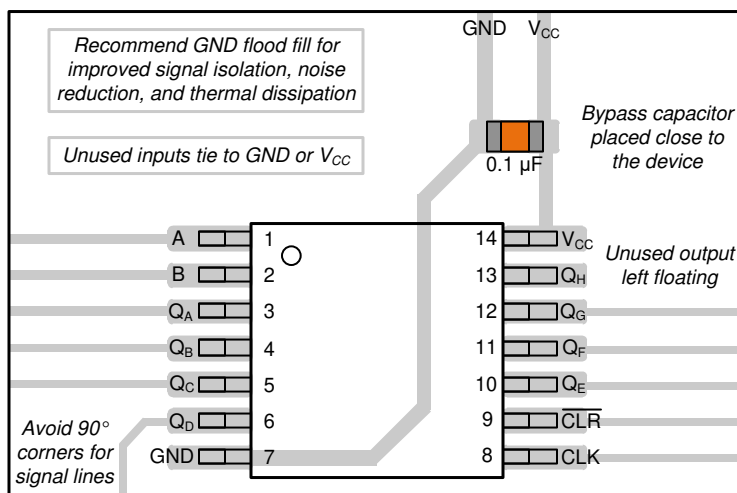 GND VCC
Recommend GND flood fill for
improved signal isolation, noise
reduction, and thermal dissipation
Unused inputs tie to GND or VCC
Bypass capacitor
placed close to
the device
0.1 µF
A 1 14 VCC
Unused output
left floating
B 2 13 QH
QA 3 12 QG
QB 4 11 QF
QC 5 10 QE
QD 6 9 C̅L̅R̅
Avoid 90°
corners for
signal lines
GND 7 8 CLK